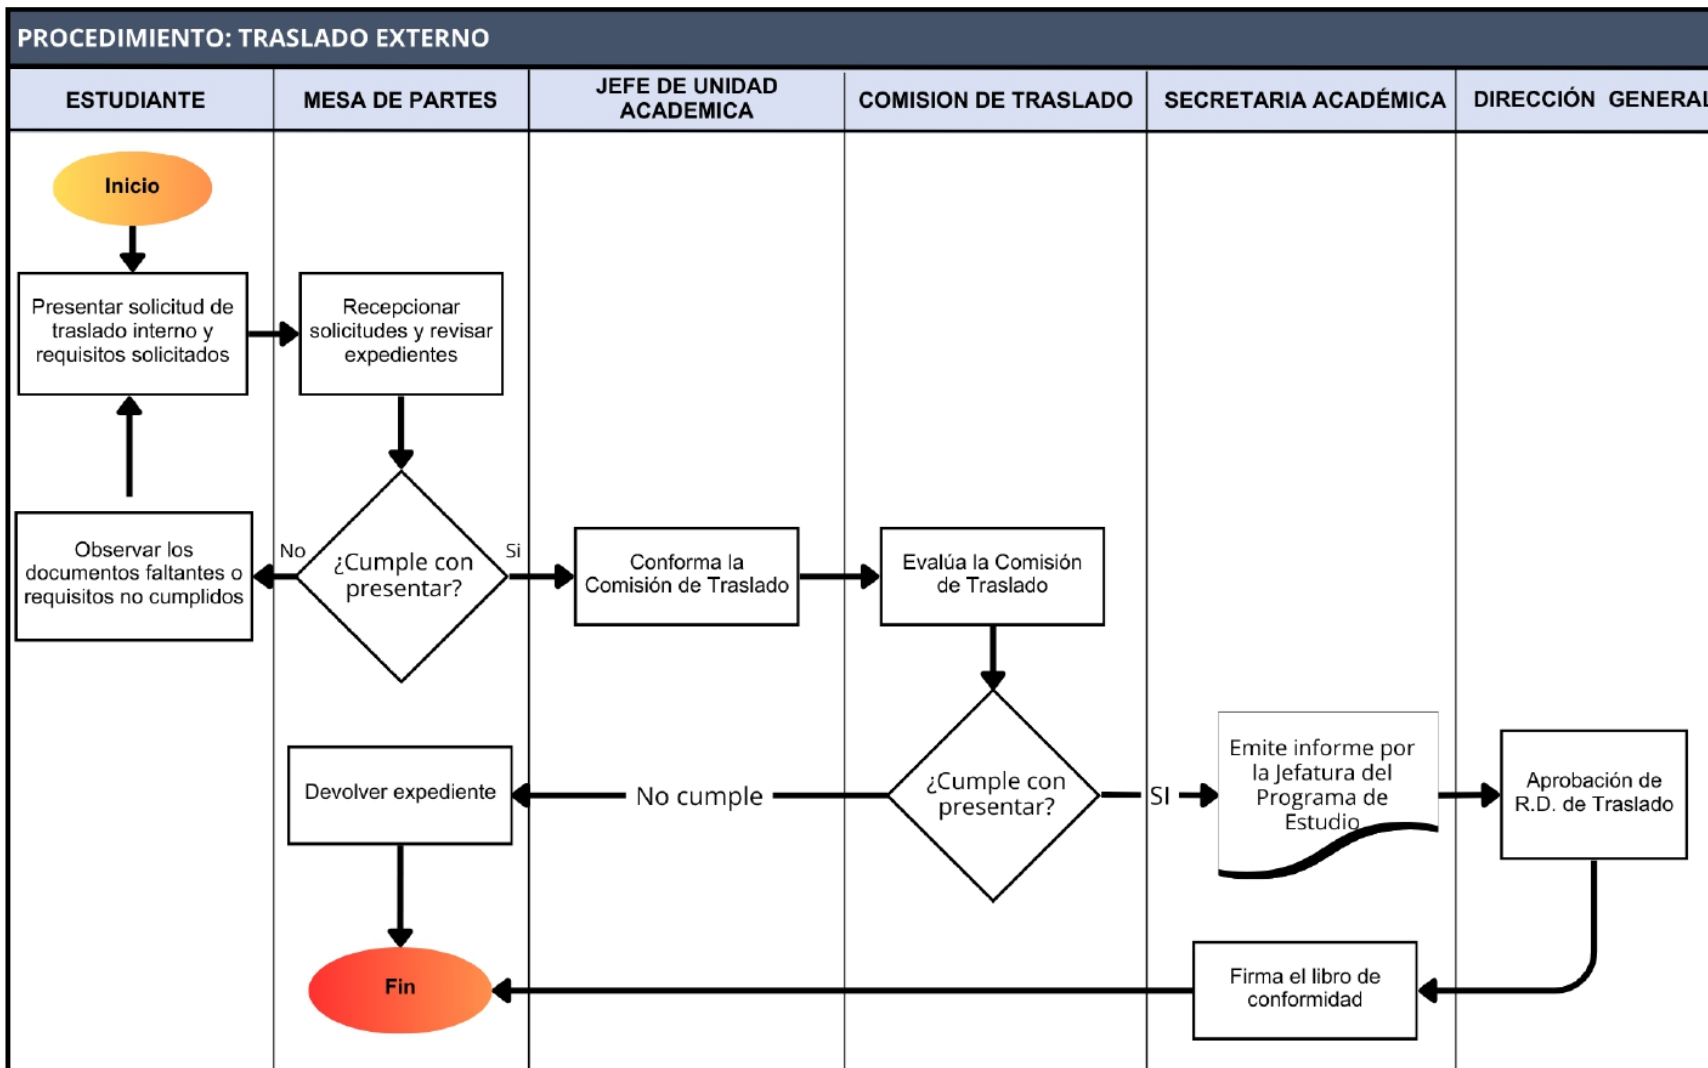 PROCEDIMIENTO: TRASLADO EXTERNO
ESTUDIANTE
MESA DE PARTES
JEFE DE UNIDAD
ACADEMICA
COMISION DE TRASLADO
SECRETARIA ACADÉMICA
DIRECCIÓN GENERAL
Inicio
Presentar solicitud de
traslado interno y
requisitos solicitados
Recepcionar
solicitudes y revisar
expedientes
Observar los
documentos faltantes o
requisitos no cumplidos
No
¿Cumple con
presentar?
Si
Conforma la
Comisión de Traslado
Evalúa la Comisión
de Traslado
Devolver expediente
No cumple
¿Cumple con
presentar?
SI
Emite informe por
la Jefatura del
Programa de
Estudio
Aprobación de
R.D. de Traslado
Fin
Firma el libro de
conformidad